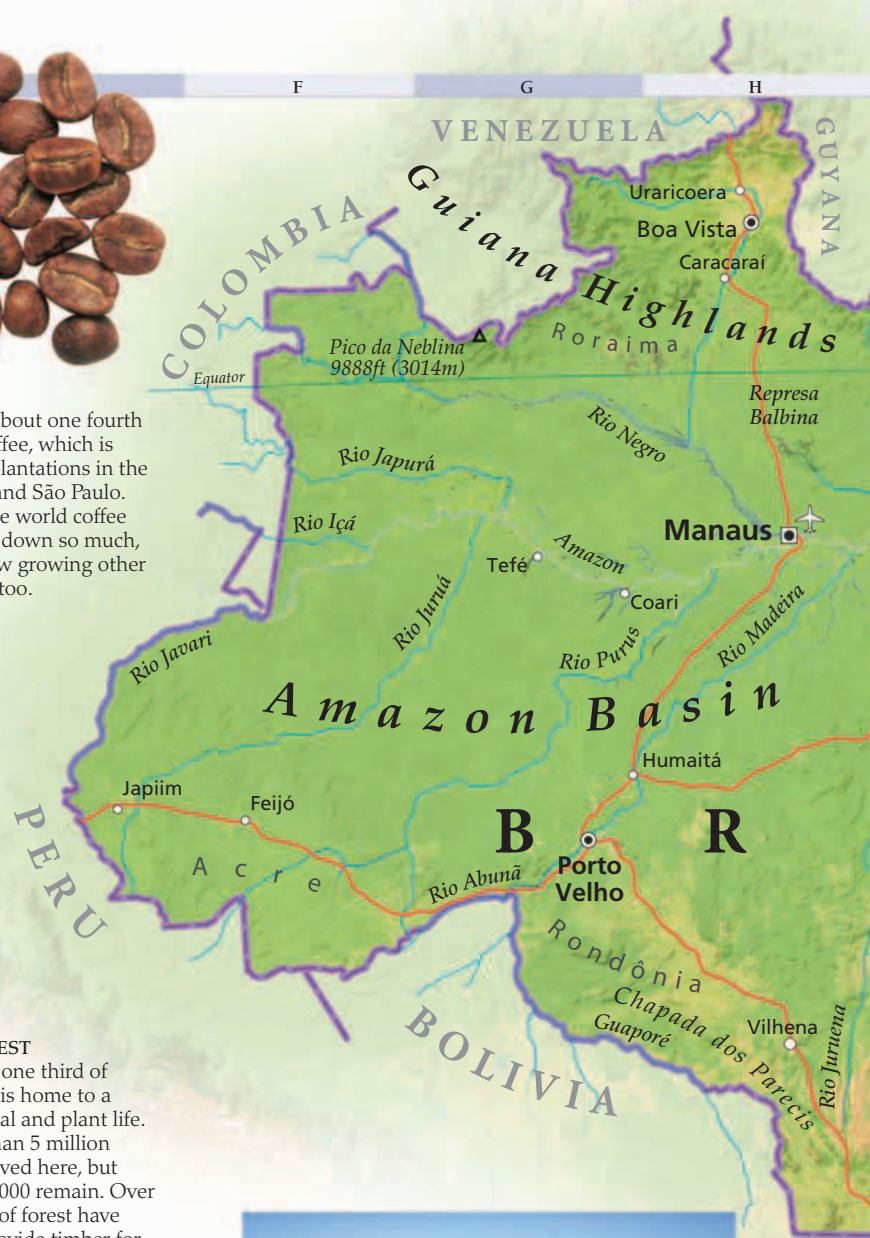 F
G
H
VENEZUELA
GUYANA
COLOMBIA
Guiana Highlands
Uraricoera
Boa Vista
Caracaraí
Roraima
Pico da Neblina
9888ft (3014m)
Equator
Represa
Balbina
Rio Negro
Rio Japurá
Rio Içá
Manaus
Tefé
Amazon
Coari
Rio Juruá
Rio Purus
Rio Madeira
Rio Javari
Amazon Basin
Humaitá
Japiim
Feijó
B R
PERU
Acre
Porto
Velho
Rio Abunã
Rondônia
Chapada dos Parecis
Guaporé
Vilhena
Rio Juruena
BOLIVIA
bout one fourth
ffee, which is
lantations in the
and São Paulo.
e world coffee
down so much,
w growing other
too.
EST
one third of
is home to a
al and plant life.
an 5 million
ved here, but
000 remain. Over
of forest have
ovide timber for